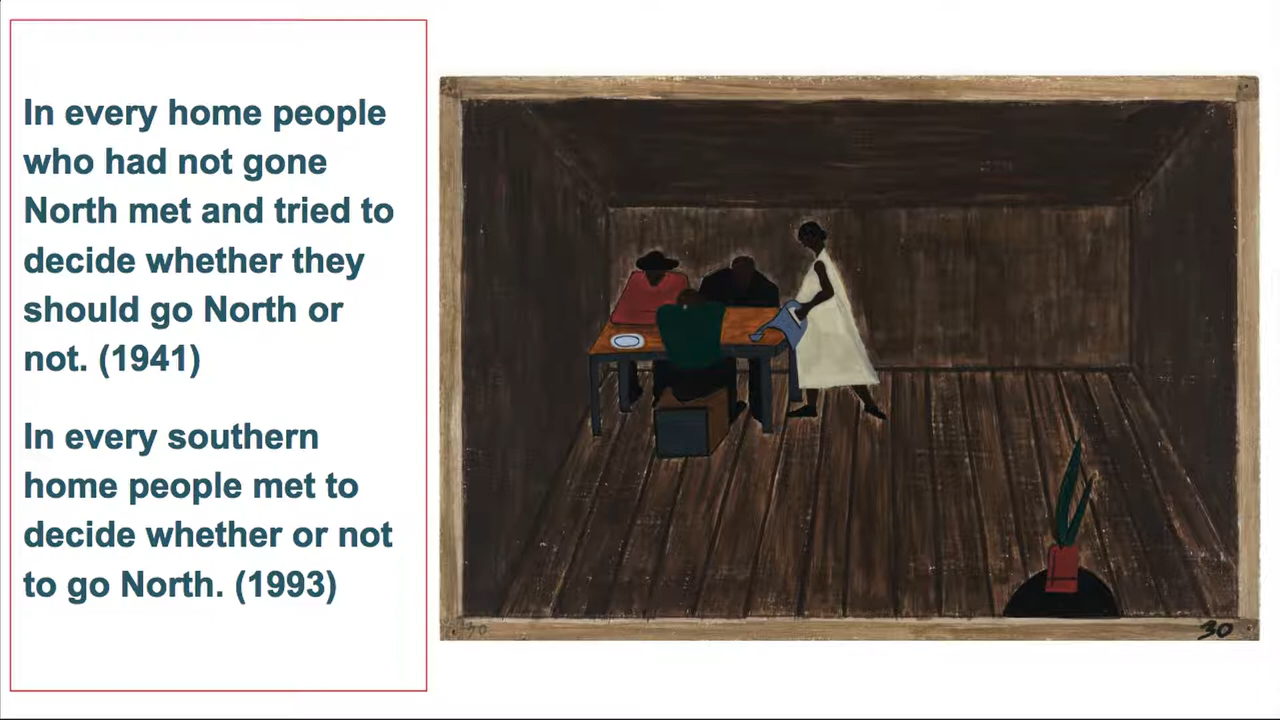 In every home people
who had not gone
North met and tried to
decide whether they
should go North or
not. (1941)
In every southern
home people met to
decide whether or not
to go North. (1993)
30
30